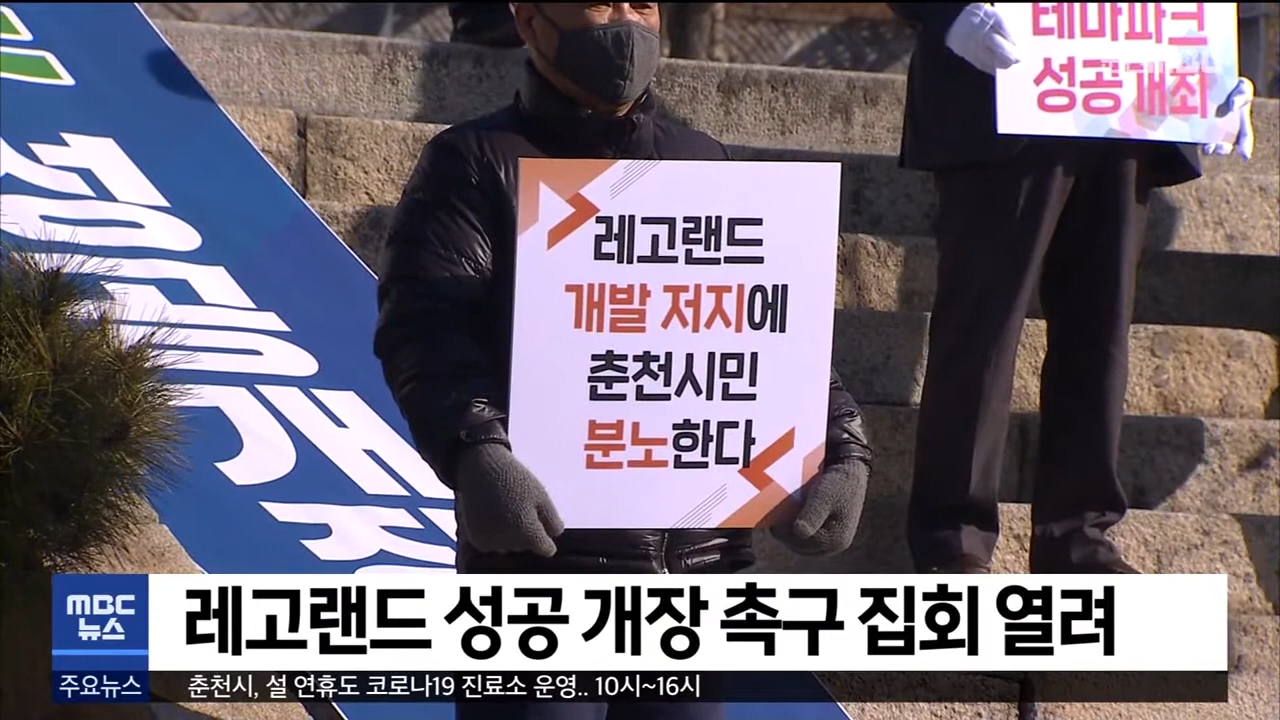 테마파크
성공개최
레고랜드
개발 저지에
춘천시민
분노한다
MBC
뉴스
레고랜드 성공 개장 촉구 집회 열려
주요뉴스
춘천시, 설 연휴도 코로나19 진료소 운영.. 10시~16시